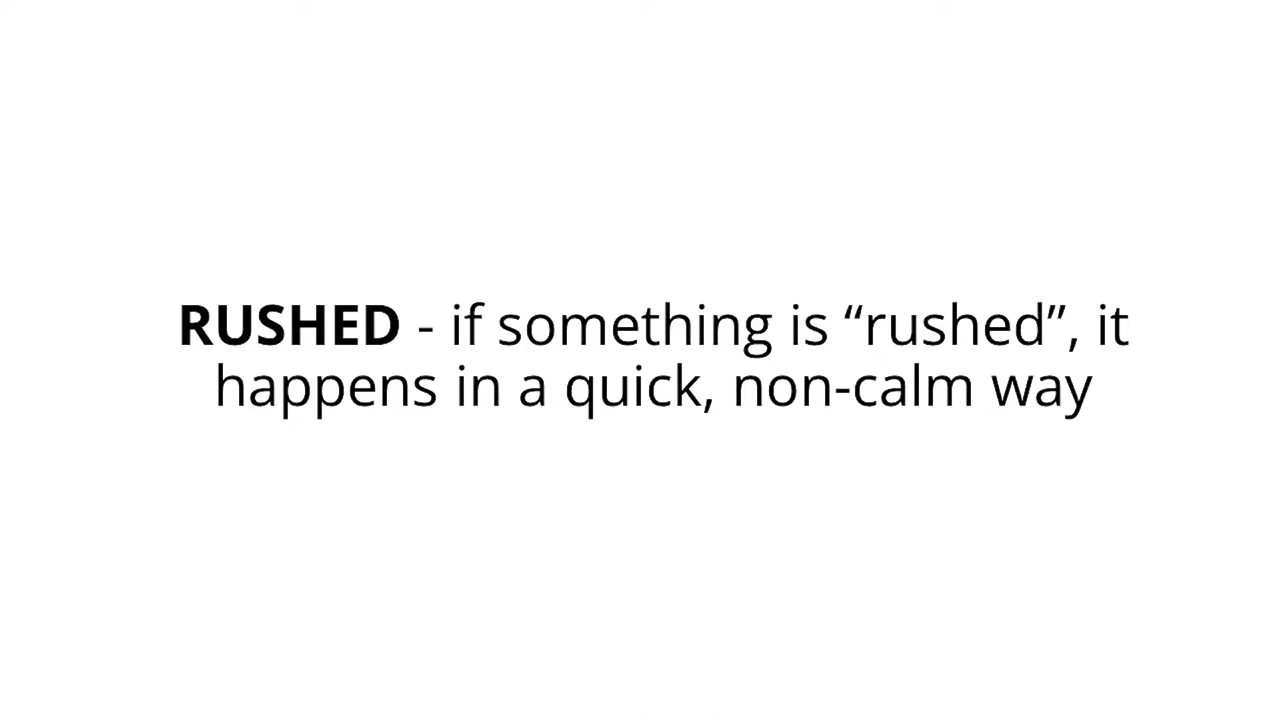 RUSHED - if something is “rushed”, it
happens in a quick, non-calm way